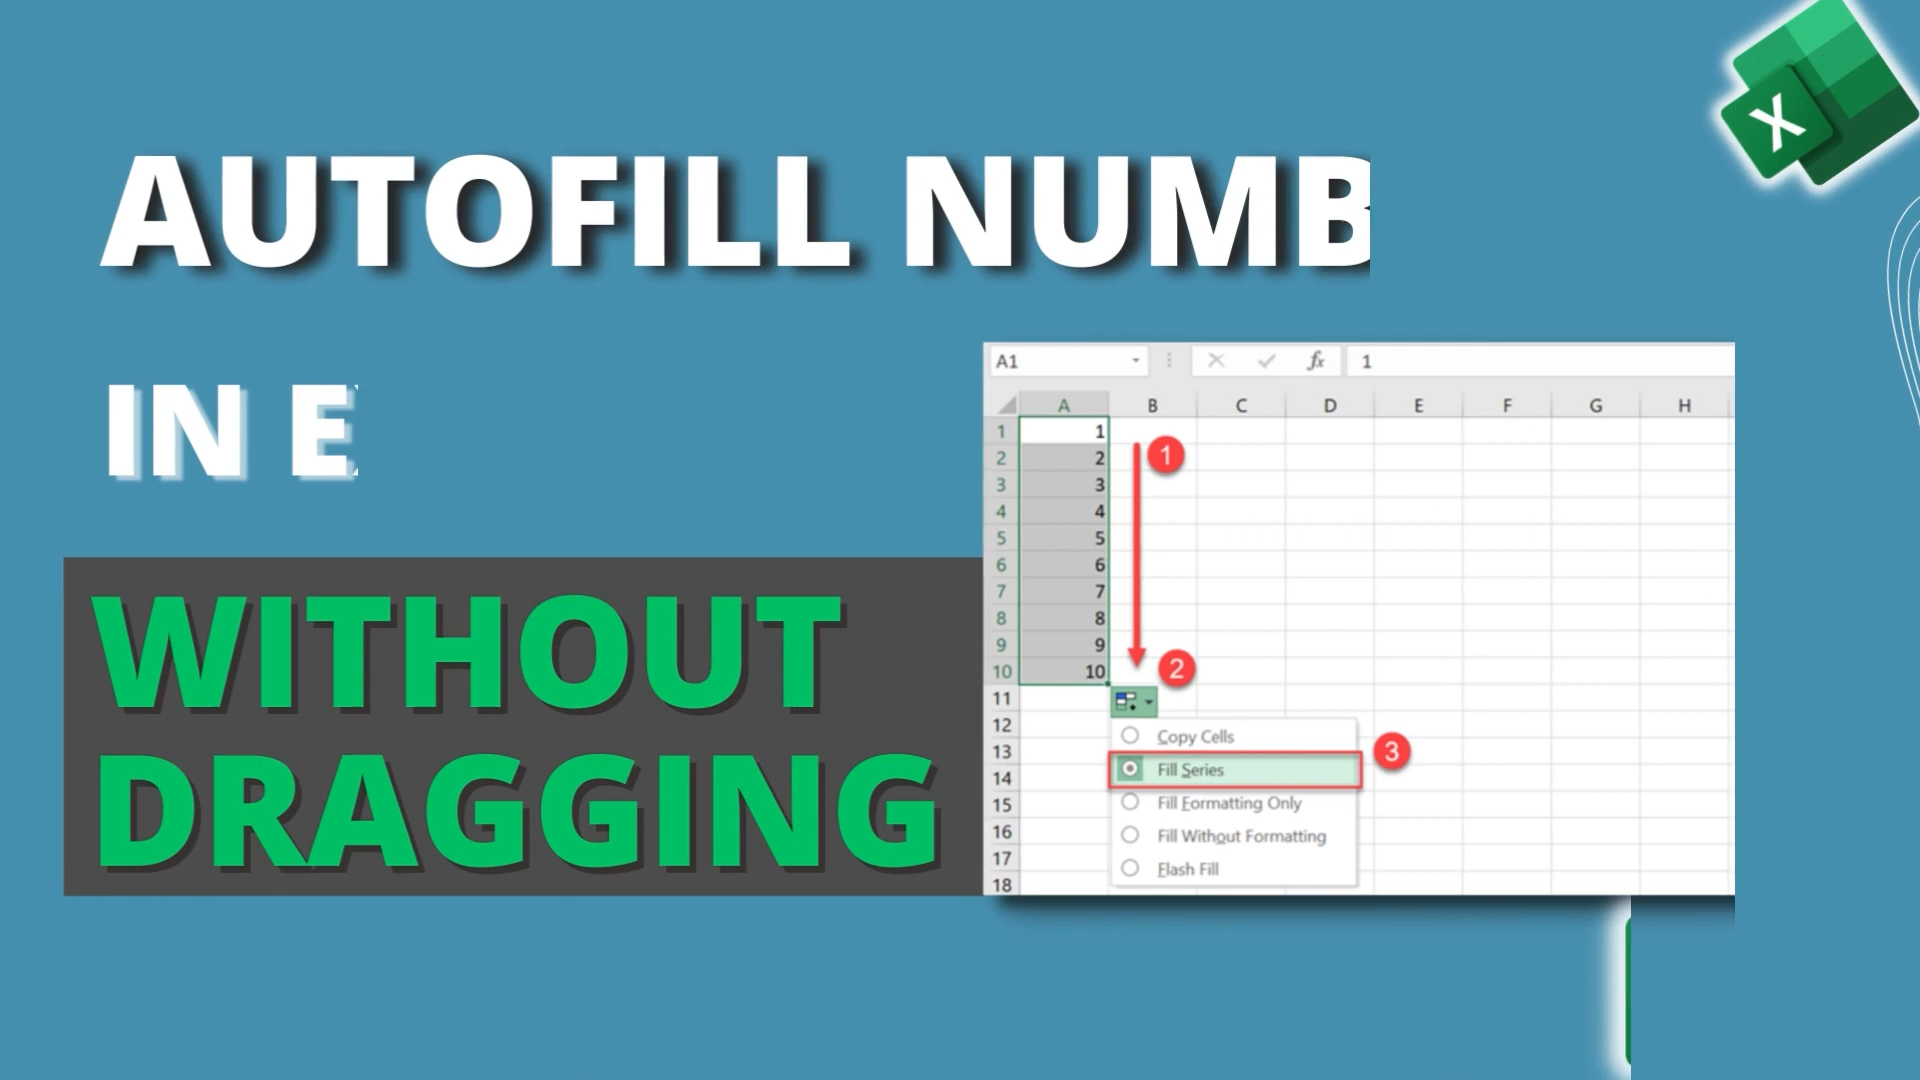 AUTOFILL NUMB
IN E
WITHOUT
DRAGGING
X
A1
fx
1
A B C D E F G H
1 1
2 2
3 3
4 4
5 5
6 6
7 7
8 8
9 9
10 10
11
12
13
14
15
16
17
18
1
2
3
Copy Cells
Fill Series
Fill Formatting Only
Fill Without Formatting
Flash Fill